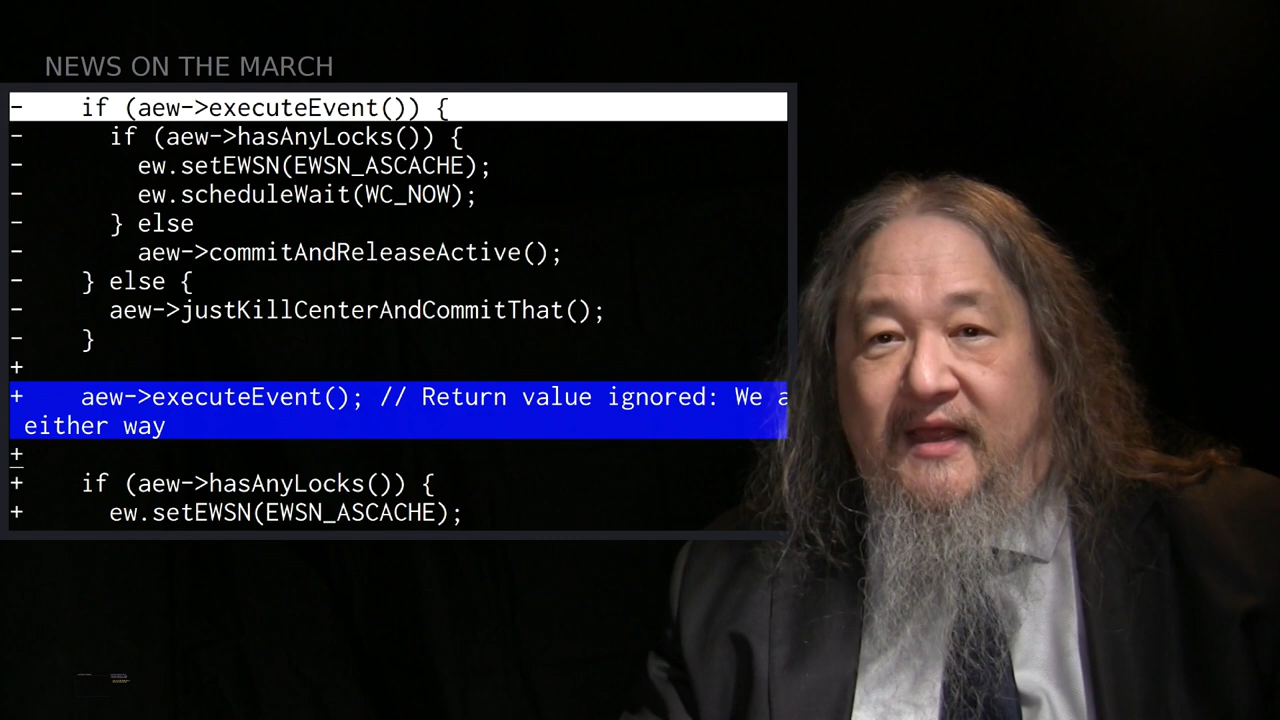 NEWS ON THE MARCH
-    if (aew->executeEvent()) {
-      if (aew->hasAnyLocks()) {
-        ew.setEWSN(EWSN_ASCACHE);
-        ew.scheduleWait(WC_NOW);
-      } else
-        aew->commitAndReleaseActive();
-    } else {
-      aew->justKillCenterAndCommitThat();
-    }
+
+    aew->executeEvent(); // Return value ignored: We a
either way
+
+    if (aew->hasAnyLocks()) {
+      ew.setEWSN(EWSN_ASCACHE);